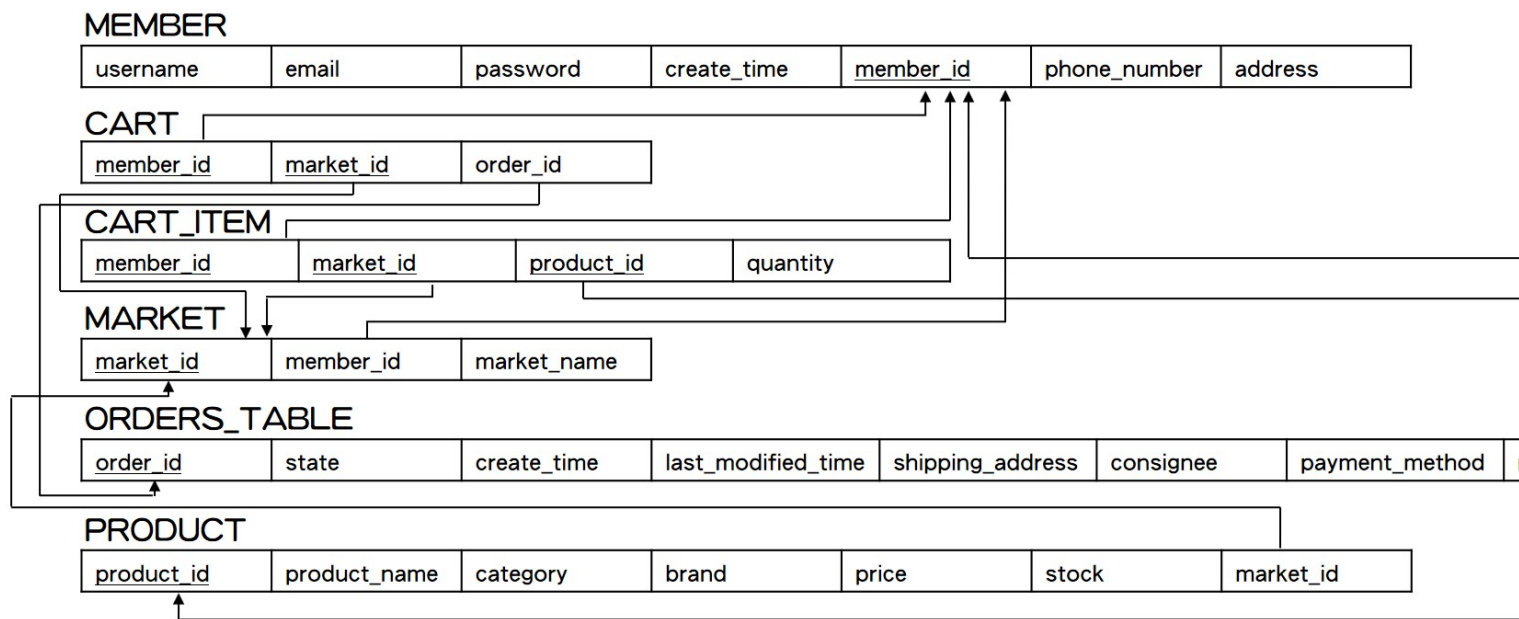 MEMBER
username email password create_time member_id phone_number address
CART
member_id market_id order_id
CART_ITEM
member_id market_id product_id quantity
MARKET
market_id member_id market_name
ORDERS_TABLE
order_id state create_time last_modified_time shipping_address consignee payment_method
PRODUCT
product_id product_name category brand price stock market_id